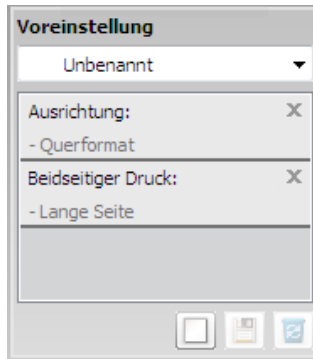 Voreinstellung
Unbenannt
Ausrichtung:
- Querformat
Beidseitiger Druck:
- Lange Seite